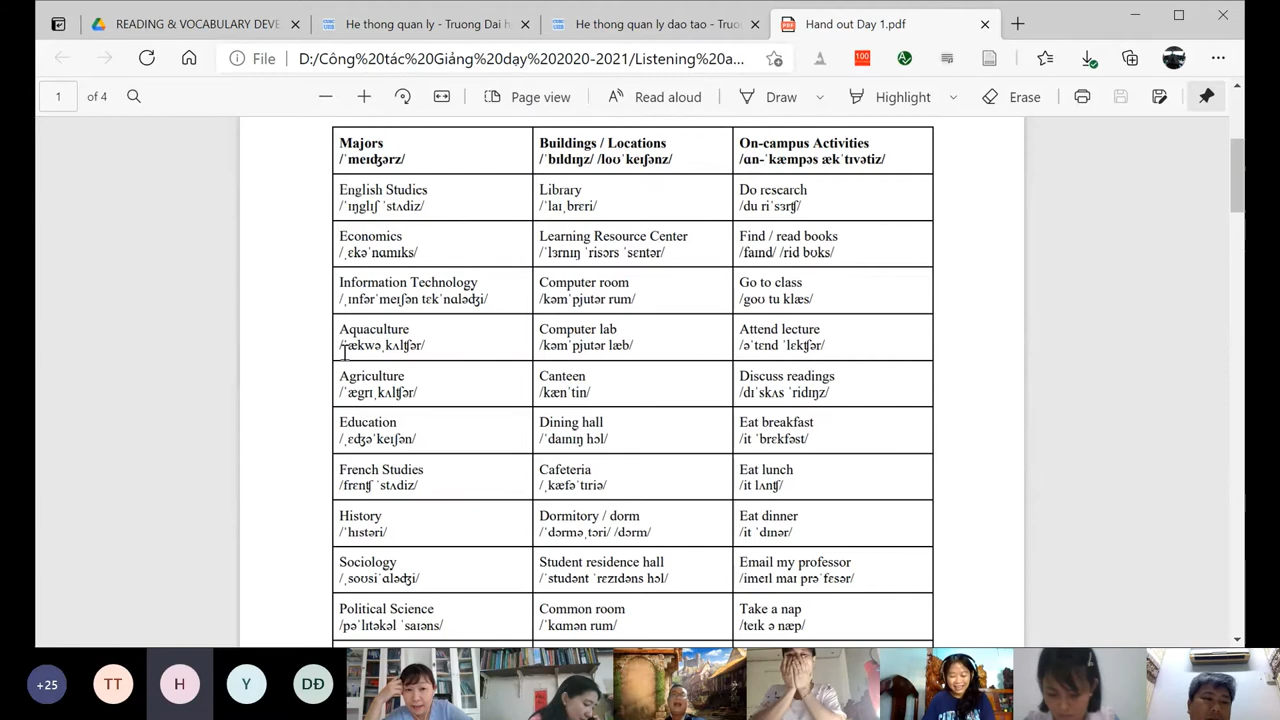 READING & VOCABULARY DEVE
He thong quan ly - Truong Dai h
He thong quan ly dao tao - Truong
Hand out Day 1.pdf
File
D:/Công%20tác%20Giảng%20dạy%202020-2021/Listening%20a...
100
1
of 4
Page view
Read aloud
Draw
Highlight
Erase
Majors
/ˈmeɪʤərz/
Buildings / Locations
/ˈbɪldɪŋz/ /loʊˈkeɪʃənz/
On-campus Activities
/ɑn-ˈkæmpəs ækˈtɪvətiz/
English Studies
/ˈɪŋglɪʃ ˈstʌdiz/
Library
/ˈlaɪˌbrɛri/
Do research
/du riˈsɜrʧ/
Economics
/ˌɛkəˈnɑmɪks/
Learning Resource Center
/ˈlɜrnɪŋ ˈrisɔrs ˈsɛntər/
Find / read books
/faɪnd/ /rid bʊks/
Information Technology
/ˌɪnfərˈmeɪʃən tɛkˈnɑləʤi/
Computer room
/kəmˈpjutər rum/
Go to class
/goʊ tu klæs/
Aquaculture
/ˈækwəˌkʌlʧər/
Computer lab
/kəmˈpjutər læb/
Attend lecture
/əˈtɛnd ˈlɛkʧər/
Agriculture
/ˈægrɪˌkʌlʧər/
Canteen
/kænˈtin/
Discuss readings
/dɪˈskʌs ˈridɪŋz/
Education
/ˌɛʤəˈkeɪʃən/
Dining hall
/ˈdaɪnɪŋ hɔl/
Eat breakfast
/it ˈbrɛkfəst/
French Studies
/frɛnʧ ˈstʌdiz/
Cafeteria
/ˌkæfəˈtɪriə/
Eat lunch
/it lʌnʧ/
History
/ˈhɪstəri/
Dormitory / dorm
/ˈdɔrməˌtɔri/ /dɔrm/
Eat dinner
/it ˈdɪnər/
Sociology
/ˌsoʊsiˈɑləʤi/
Student residence hall
/ˈstudənt ˈrɛzɪdəns hɔl/
Email my professor
/imeɪl maɪ prəˈfɛsər/
Political Science
/pəˈlɪtəkəl ˈsaɪəns/
Common room
/ˈkɑmən rum/
Take a nap
/teɪk ə næp/
+25
TT
H
Y
DĐ